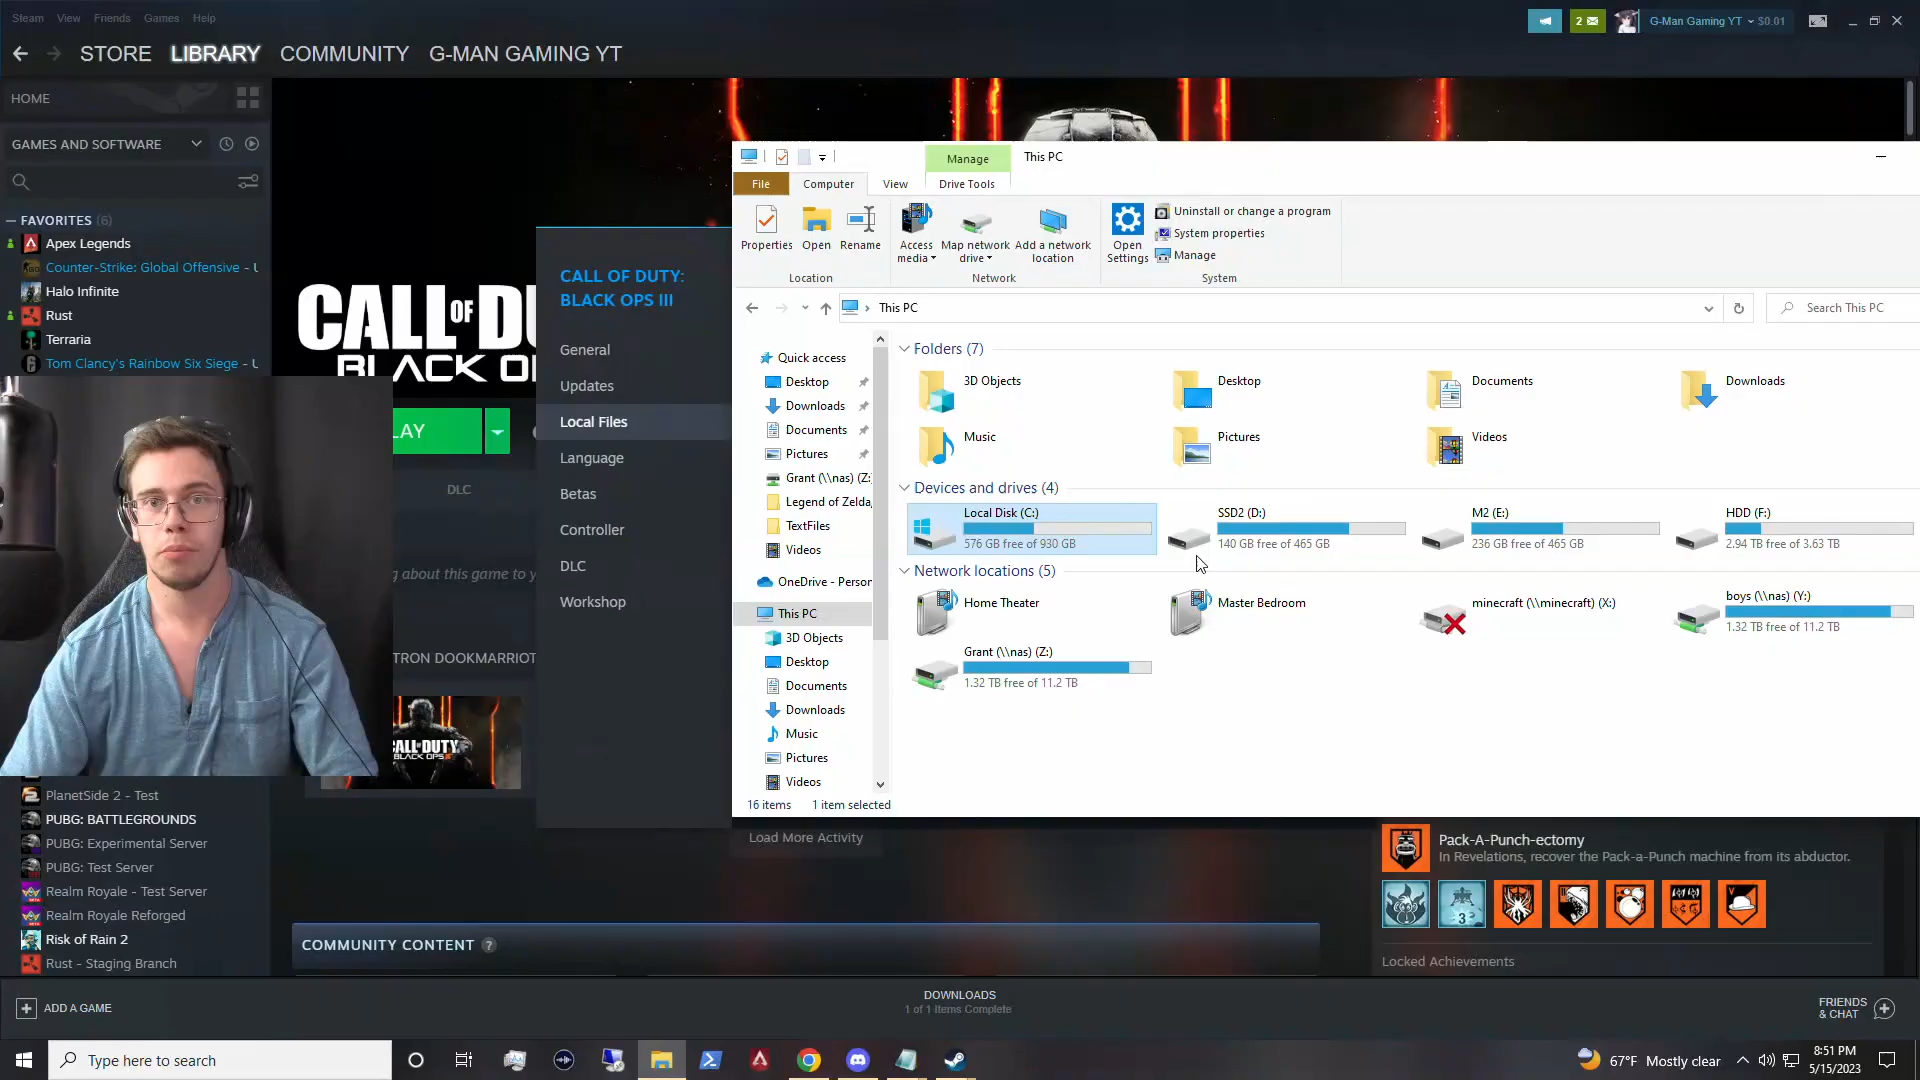 Steam View Friends Games Help
2
G-Man Gaming YT $0.01
STORE LIBRARY COMMUNITY G-MAN GAMING YT
HOME
GAMES AND SOFTWARE
FAVORITES (6)
Apex Legends
Counter-Strike: Global Offensive - U
Halo Infinite
Rust
Terraria
Tom Clancy's Rainbow Six Siege - U
CALL OF DU
BLACK OP
LAY
DLC
g about this game to y
PlanetSide 2 - Test
PUBG: BATTLEGROUNDS
PUBG: Experimental Server
PUBG: Test Server
Realm Royale - Test Server
Realm Royale Reforged
Risk of Rain 2
Rust - Staging Branch
CALL OF DUTY:
BLACK OPS III
General
Updates
Local Files
Language
Betas
Controller
DLC
Workshop
CALL OF DUTY
BLACK OPS
Manage
This PC
File Computer View Drive Tools
Properties
Open
Rename
Access
media
Map network
drive
Add a network
location
Open
Settings
Uninstall or change a program
System properties
Manage
Location
Network
System
This PC
Search This PC
Quick access
Desktop
Downloads
Documents
Pictures
Grant (\\nas) (Z:
Legend of Zelda
TextFiles
Videos
OneDrive - Person
This PC
3D Objects
Desktop
Documents
Downloads
Music
Pictures
Videos
Folders (7)
3D Objects
Desktop
Documents
Downloads
Music
Pictures
Videos
Devices and drives (4)
Local Disk (C:)
576 GB free of 930 GB
SSD2 (D:)
140 GB free of 465 GB
M2 (E:)
236 GB free of 465 GB
HDD (F:)
2.94 TB free of 3.63 TB
Network locations (5)
Home Theater
Master Bedroom
minecraft (\\minecraft) (X:)
boys (\\nas) (Y:)
1.32 TB free of 11.2 TB
Grant (\\nas) (Z:)
1.32 TB free of 11.2 TB
16 items 1 item selected
Load More Activity
Pack-A-Punch-ectomy
In Revelations, recover the Pack-a-Punch machine from its abductor.
3
Locked Achievements
COMMUNITY CONTENT ?
ADD A GAME
DOWNLOADS
1 of 1 Items Complete
FRIENDS
& CHAT
Type here to search
67°F Mostly clear
8:51 PM
5/15/2023